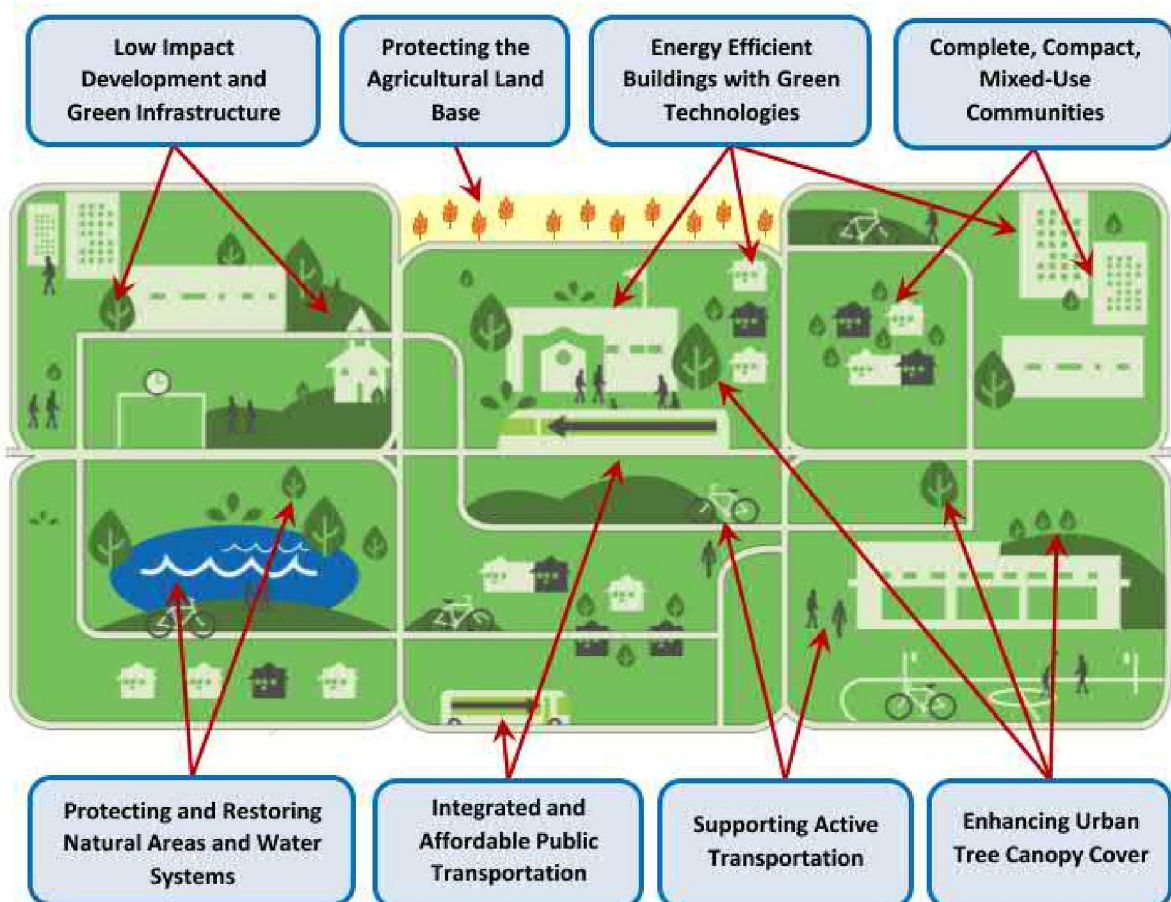 Low Impact
Development and
Green Infrastructure
Protecting the
Agricultural Land
Base
Energy Efficient
Buildings with Green
Technologies
Complete, Compact,
Mixed-Use
Communities
Protecting and Restoring
Natural Areas and Water
Systems
Integrated and
Affordable Public
Transportation
Supporting Active
Transportation
Enhancing Urban
Tree Canopy Cover